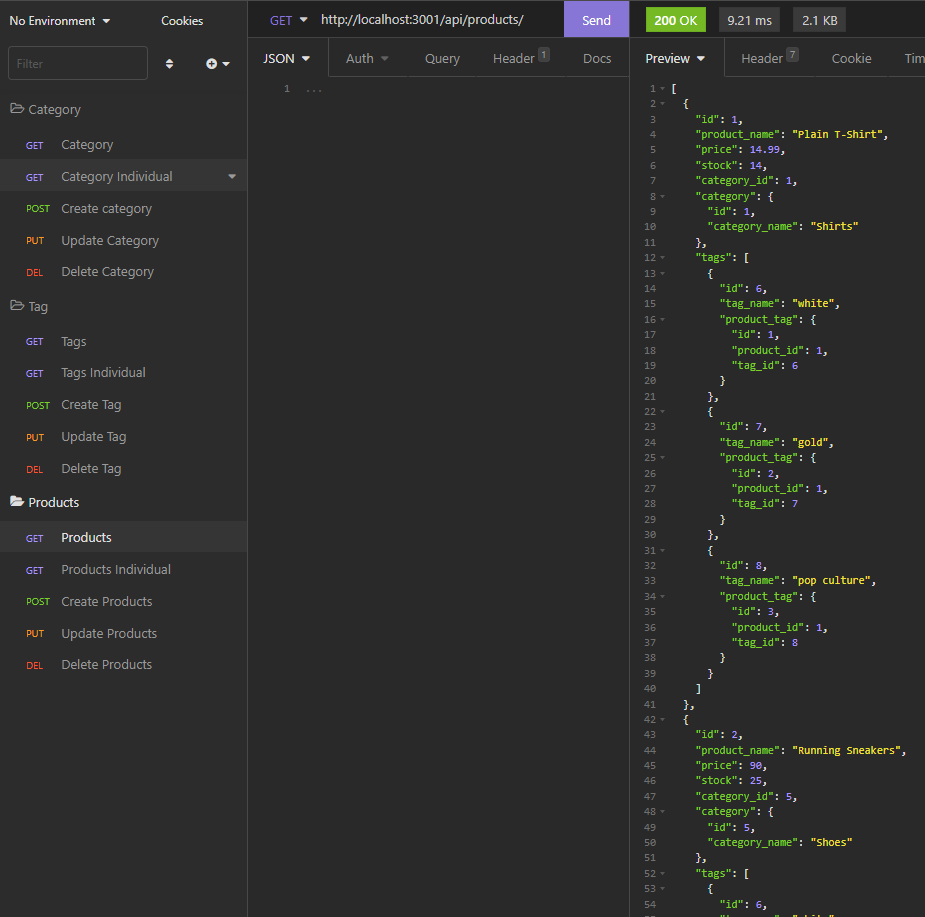 No Environment
Cookies
Filter
Category
GET Category
GET Category Individual
POST Create category
PUT Update Category
DEL Delete Category
Tag
GET Tags
GET Tags Individual
POST Create Tag
PUT Update Tag
DEL Delete Tag
Products
GET Products
GET Products Individual
POST Create Products
PUT Update Products
DEL Delete Products
GET http://localhost:3001/api/products/ Send
JSON Auth Query Header 1 Docs
1 ...
200 OK 9.21 ms 2.1 KB
Preview Header 7 Cookie Tim
1 [
2 {
3 "id": 1,
4 "product_name": "Plain T-Shirt",
5 "price": 14.99,
6 "stock": 14,
7 "category_id": 1,
8 "category": {
9 "id": 1,
10 "category_name": "Shirts"
11 },
12 "tags": [
13 {
14 "id": 6,
15 "tag_name": "white",
16 "product_tag": {
17 "id": 1,
18 "product_id": 1,
19 "tag_id": 6
20 }
21 },
22 {
23 "id": 7,
24 "tag_name": "gold",
25 "product_tag": {
26 "id": 2,
27 "product_id": 1,
28 "tag_id": 7
29 }
30 },
31 {
32 "id": 8,
33 "tag_name": "pop culture",
34 "product_tag": {
35 "id": 3,
36 "product_id": 1,
37 "tag_id": 8
38 }
39 }
40 ]
41 },
42 {
43 "id": 2,
44 "product_name": "Running Sneakers",
45 "price": 90,
46 "stock": 25,
47 "category_id": 5,
48 "category": {
49 "id": 5,
50 "category_name": "Shoes"
51 },
52 "tags": [
53 {
54 "id": 6,